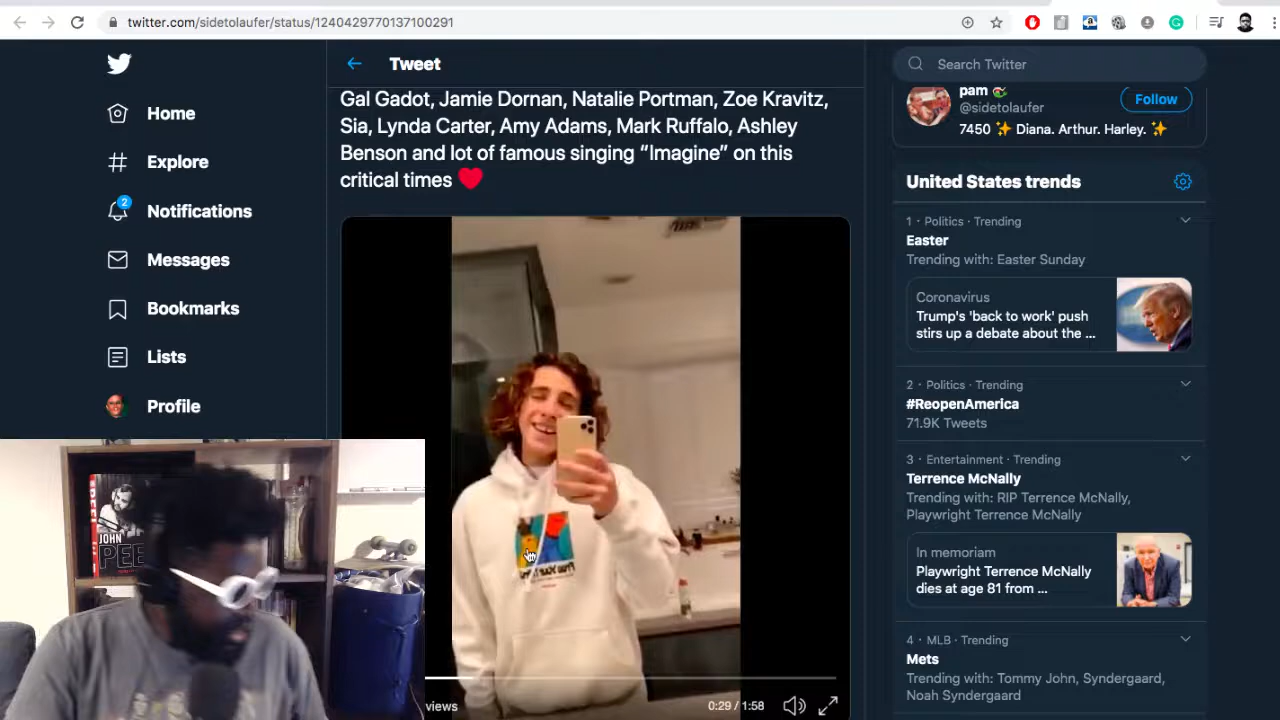 twitter.com/sidetolaufer/status/1240429770137100291
Home
Explore
2
Notifications
Messages
Bookmarks
Lists
Profile
Tweet
Gal Gadot, Jamie Dornan, Natalie Portman, Zoe Kravitz,
Sia, Lynda Carter, Amy Adams, Mark Ruffalo, Ashley
Benson and lot of famous singing “Imagine” on this
critical times ❤️
views
0:29 / 1:58
JOHN
PEE
Search Twitter
pam
@sidetolaufer
Follow
7450 ✨ Diana. Arthur. Harley. ✨
United States trends
1 · Politics · Trending
Easter
Trending with: Easter Sunday
Coronavirus
Trump's 'back to work' push
stirs up a debate about the ...
2 · Politics · Trending
#ReopenAmerica
71.9K Tweets
3 · Entertainment · Trending
Terrence McNally
Trending with: RIP Terrence McNally,
Playwright Terrence McNally
In memoriam
Playwright Terrence McNally
dies at age 81 from ...
4 · MLB · Trending
Mets
Trending with: Tommy John, Syndergaard,
Noah Syndergaard